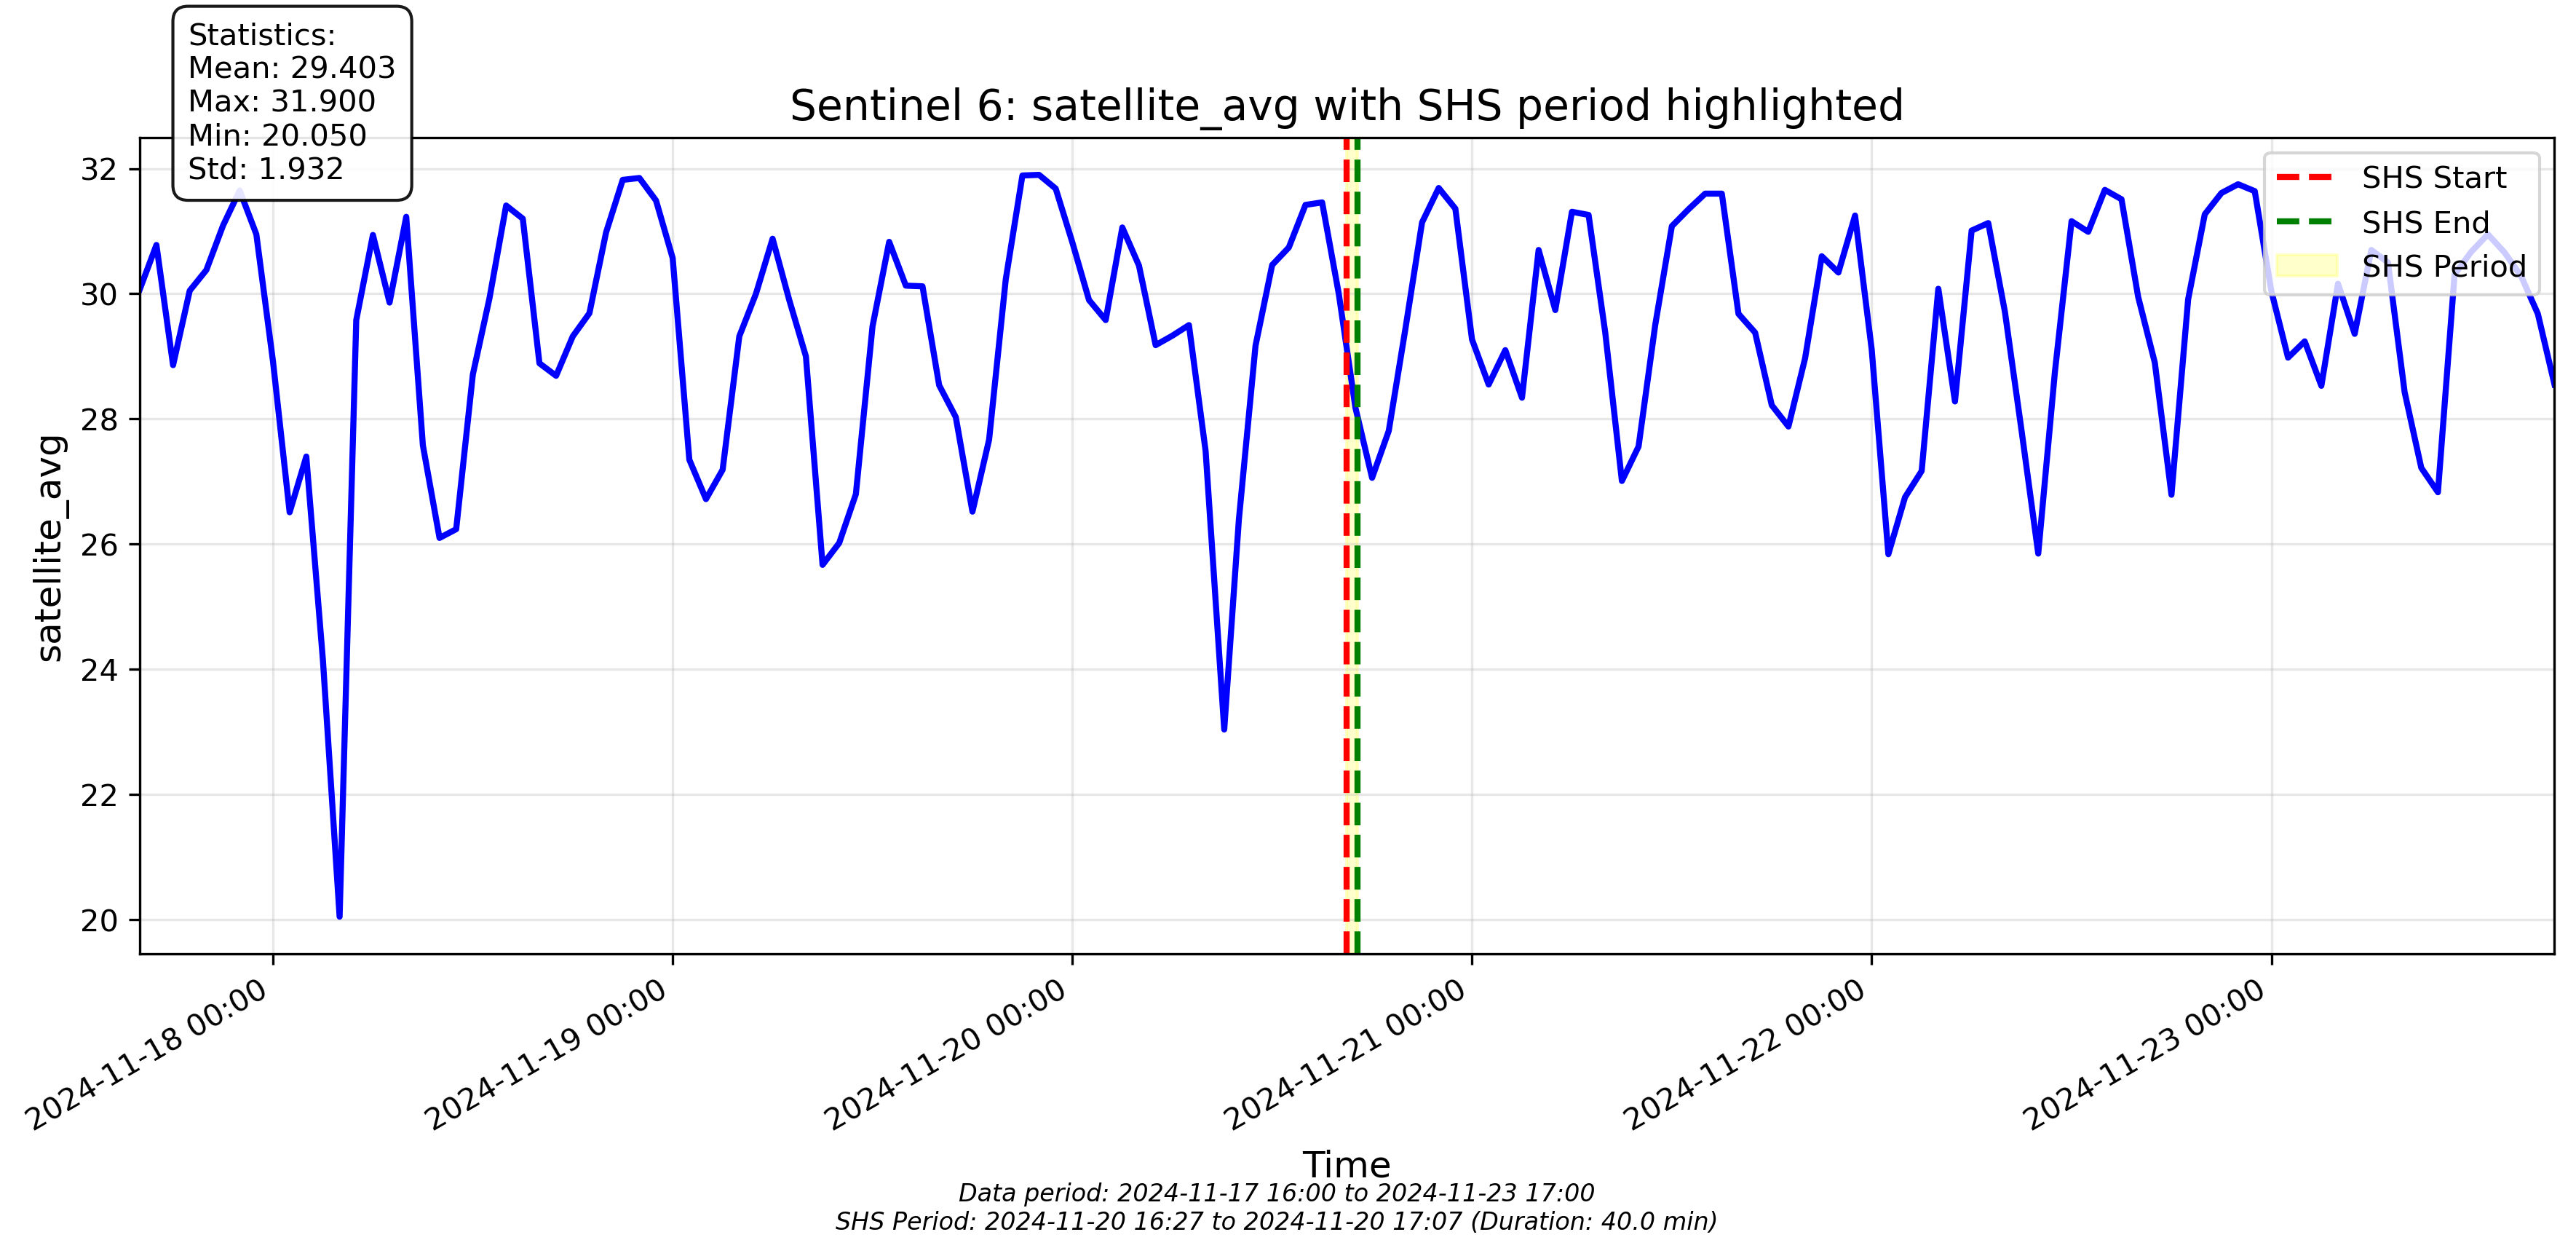 Statistics:
Mean: 29.403
Max: 31.900
Min: 20.050
Std: 1.932
Sentinel 6: satellite_avg with SHS period highlighted
SHS Start
SHS End
SHS Period
satellite_avg
32
30
28
26
24
22
20
2024-11-18 00:00
2024-11-19 00:00
2024-11-20 00:00
2024-11-21 00:00
2024-11-22 00:00
2024-11-23 00:00
Time
Data period: 2024-11-17 16:00 to 2024-11-23 17:00
SHS Period: 2024-11-20 16:27 to 2024-11-20 17:07 (Duration: 40.0 min)